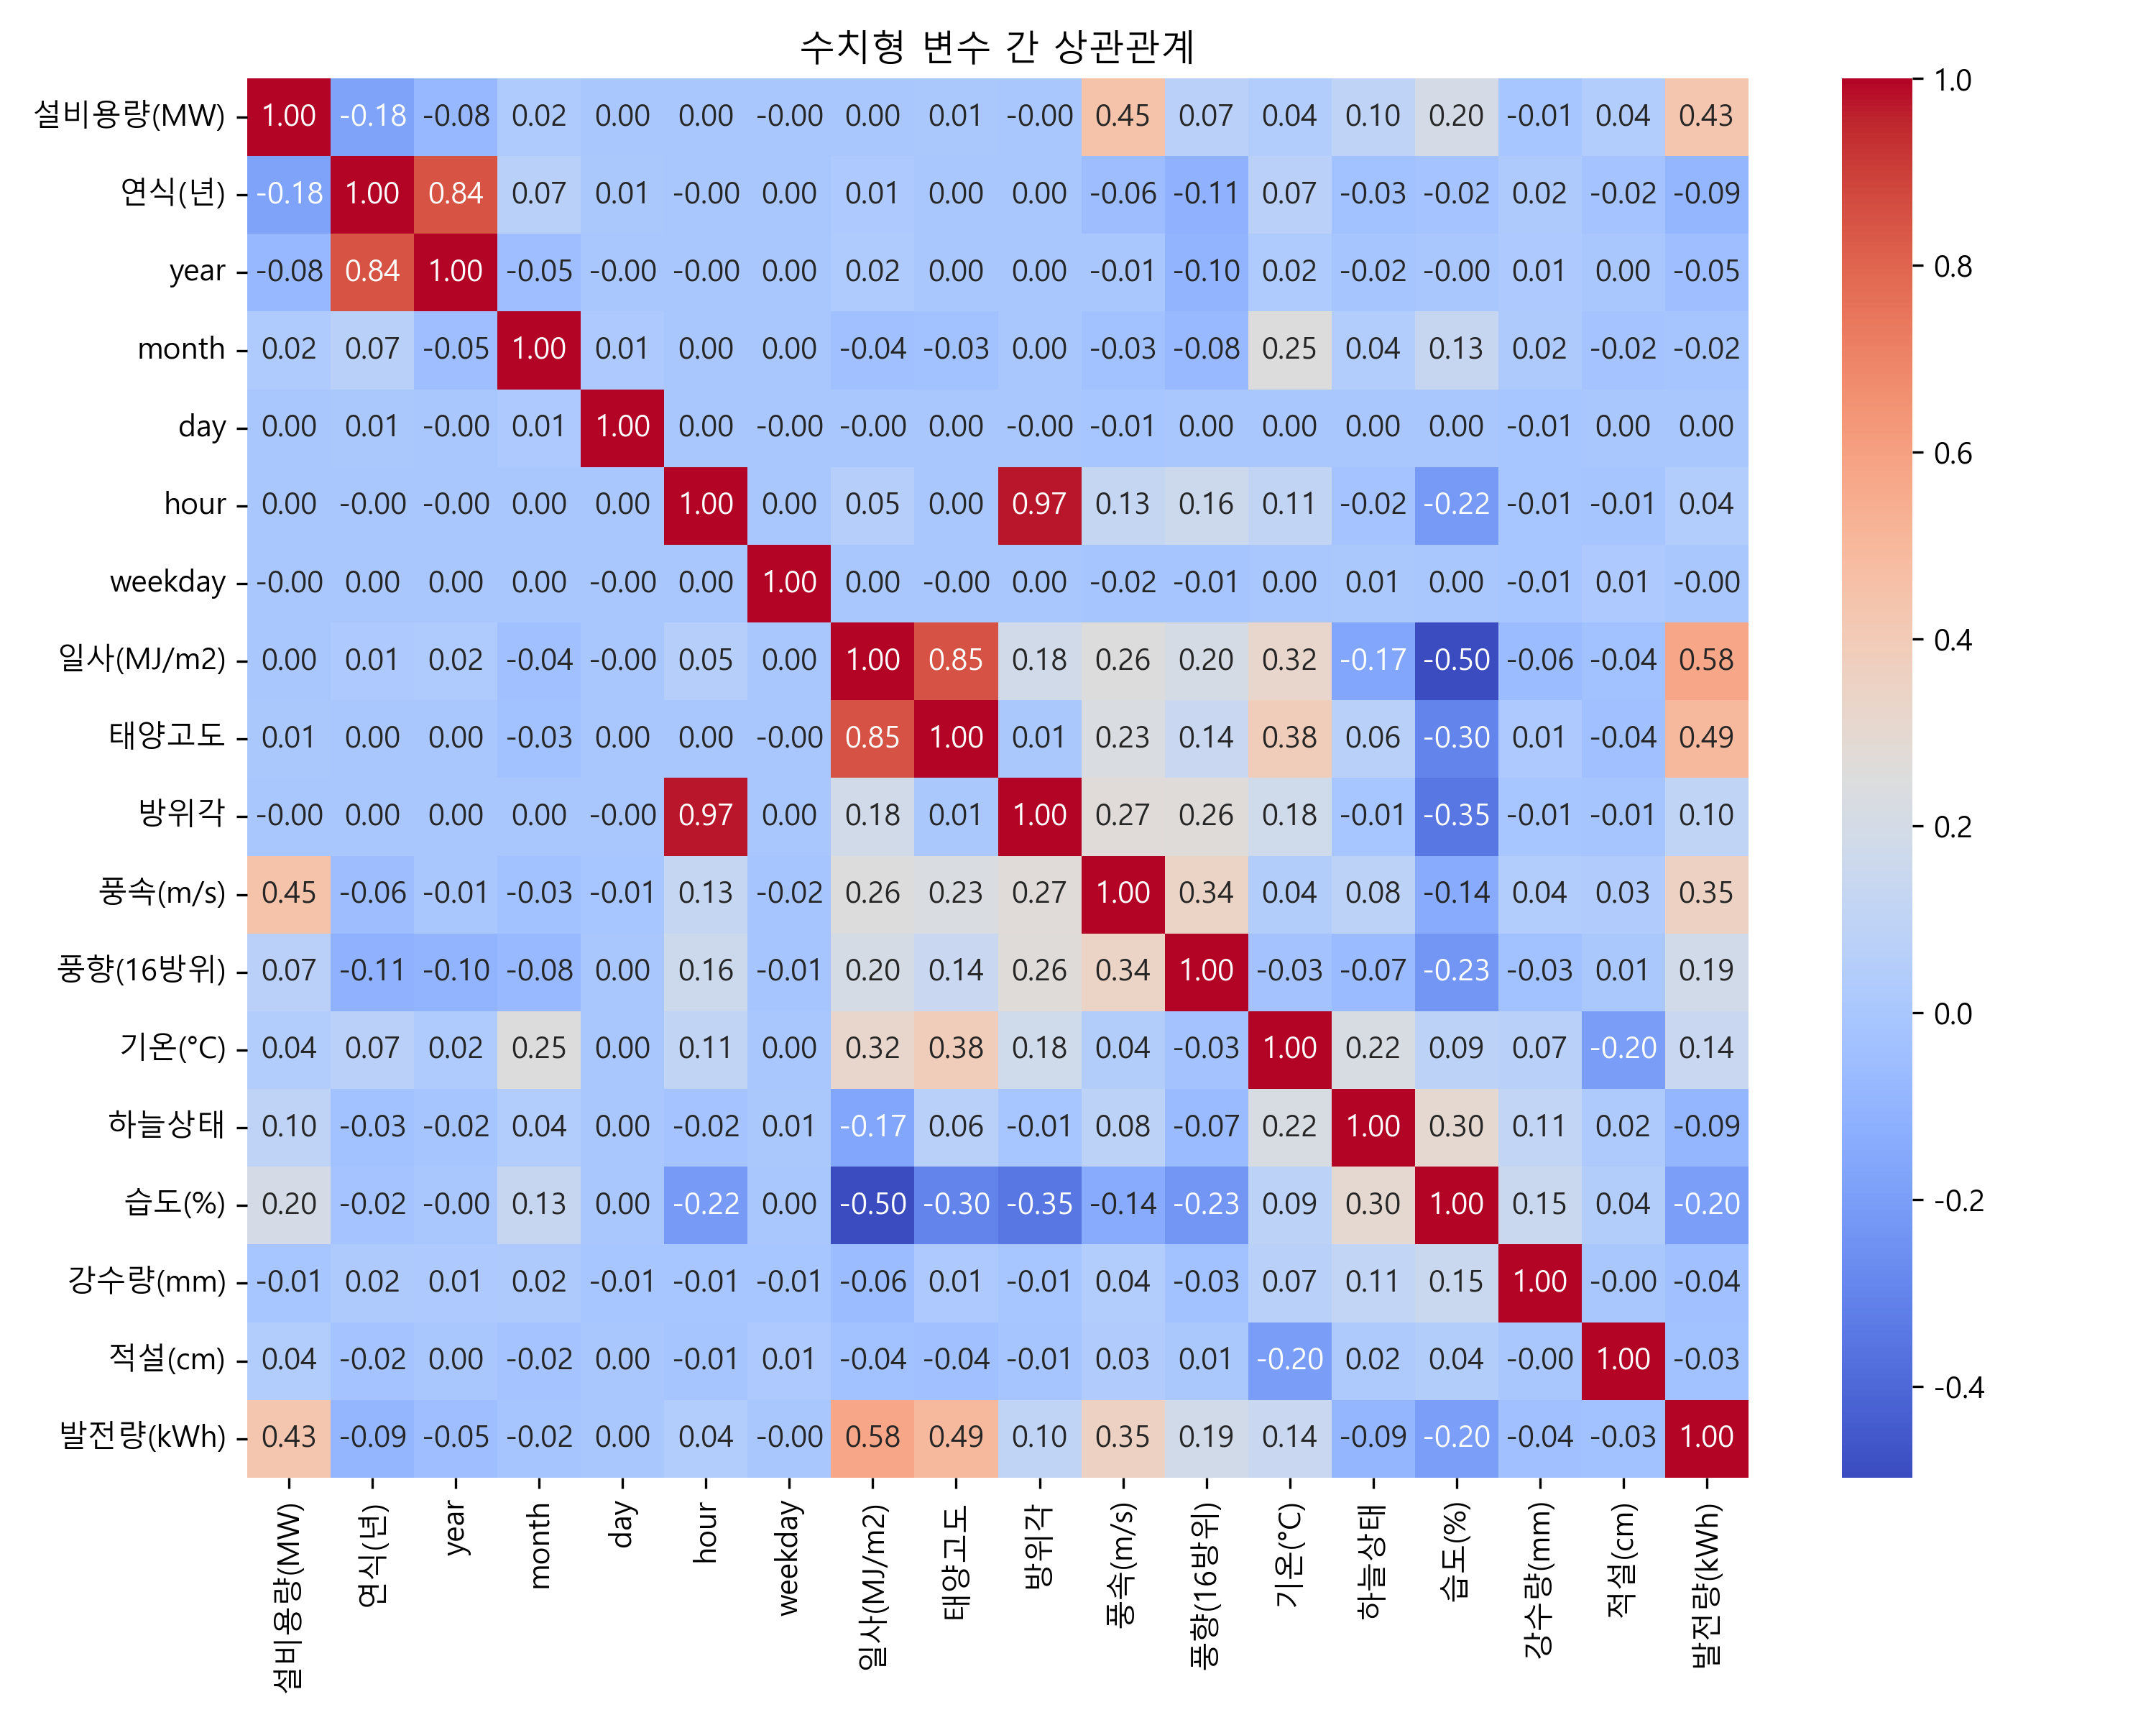 수치형 변수 간 상관관계
설비용량(MW) 1.00 -0.18 -0.08 0.02 0.00 0.00 -0.00 0.00 0.01 -0.00 0.45 0.07 0.04 0.10 0.20 -0.01 0.04 0.43
연식(년) -0.18 1.00 0.84 0.07 0.01 -0.00 0.00 0.01 0.00 0.00 -0.06 -0.11 0.07 -0.03 -0.02 0.02 -0.02 -0.09
year -0.08 0.84 1.00 -0.05 -0.00 -0.00 0.00 0.02 0.00 0.00 -0.01 -0.10 0.02 -0.02 -0.00 0.01 0.00 -0.05
month 0.02 0.07 -0.05 1.00 0.01 0.00 0.00 -0.04 -0.03 0.00 -0.03 -0.08 0.25 0.04 0.13 0.02 -0.02 -0.02
day 0.00 0.01 -0.00 0.01 1.00 0.00 -0.00 -0.00 0.00 -0.00 -0.01 0.00 0.00 0.00 0.00 -0.01 0.00 0.00
hour 0.00 -0.00 -0.00 0.00 0.00 1.00 0.00 0.05 0.00 0.97 0.13 0.16 0.11 -0.02 -0.22 -0.01 -0.01 0.04
weekday -0.00 0.00 0.00 0.00 -0.00 0.00 1.00 0.00 -0.00 0.00 -0.02 -0.01 0.00 0.01 0.00 -0.01 0.01 -0.00
일사(MJ/m2) 0.00 0.01 0.02 -0.04 -0.00 0.05 0.00 1.00 0.85 0.18 0.26 0.20 0.32 -0.17 -0.50 -0.06 -0.04 0.58
태양고도 0.01 0.00 0.00 -0.03 0.00 0.00 -0.00 0.85 1.00 0.01 0.23 0.14 0.38 0.06 -0.30 0.01 -0.04 0.49
방위각 -0.00 0.00 0.00 0.00 -0.00 0.97 0.00 0.18 0.01 1.00 0.27 0.26 0.18 -0.01 -0.35 -0.01 -0.01 0.10
풍속(m/s) 0.45 -0.06 -0.01 -0.03 -0.01 0.13 -0.02 0.26 0.23 0.27 1.00 0.34 0.04 0.08 -0.14 0.04 0.03 0.35
풍향(16방위) 0.07 -0.11 -0.10 -0.08 0.00 0.16 -0.01 0.20 0.14 0.26 0.34 1.00 -0.03 -0.07 -0.23 -0.03 0.01 0.19
기온(°C) 0.04 0.07 0.02 0.25 0.00 0.11 0.00 0.32 0.38 0.18 0.04 -0.03 1.00 0.22 0.09 0.07 -0.20 0.14
하늘상태 0.10 -0.03 -0.02 0.04 0.00 -0.02 0.01 -0.17 0.06 -0.01 0.08 -0.07 0.22 1.00 0.30 0.11 0.02 -0.09
습도(%) 0.20 -0.02 -0.00 0.13 0.00 -0.22 0.00 -0.50 -0.30 -0.35 -0.14 -0.23 0.09 0.30 1.00 0.15 0.04 -0.20
강수량(mm) -0.01 0.02 0.01 0.02 -0.01 -0.01 -0.01 -0.06 0.01 -0.01 0.04 -0.03 0.07 0.11 0.15 1.00 -0.00 -0.04
적설(cm) 0.04 -0.02 0.00 -0.02 0.00 -0.01 0.01 -0.04 -0.04 -0.01 0.03 0.01 -0.20 0.02 0.04 -0.00 1.00 -0.03
발전량(kWh) 0.43 -0.09 -0.05 -0.02 0.00 0.04 -0.00 0.58 0.49 0.10 0.35 0.19 0.14 -0.09 -0.20 -0.04 -0.03 1.00
설비용량(MW)
연식(년)
year
month
day
hour
weekday
일사(MJ/m2)
태양고도
방위각
풍속(m/s)
풍향(16방위)
기온(°C)
하늘상태
습도(%)
강수량(mm)
적설(cm)
발전량(kWh)
1.0
0.8
0.6
0.4
0.2
0.0
-0.2
-0.4